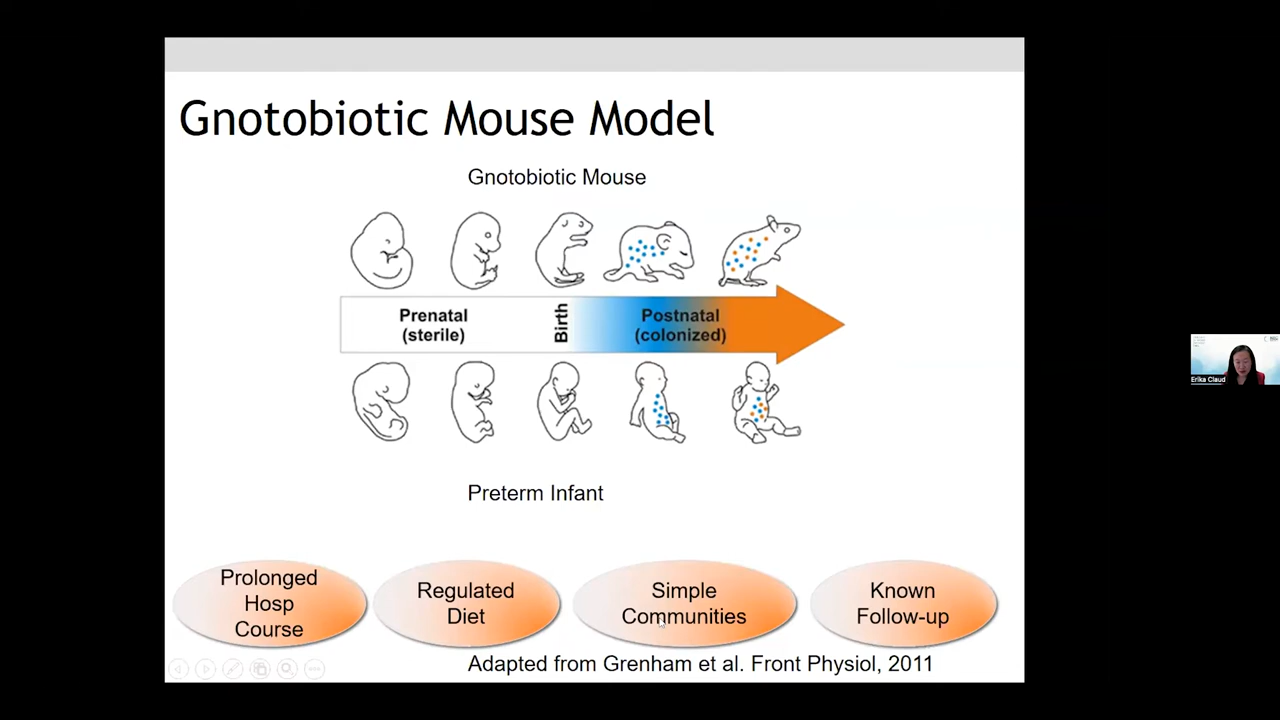 Gnotobiotic Mouse Model
Gnotobiotic Mouse
Prenatal
(sterile)
Birth
Postnatal
(colonized)
Preterm Infant
Prolonged
Hosp
Course
Regulated
Diet
Simple
Communities
Known
Follow-up
Adapted from Grenham et al. Front Physiol, 2011
Erika Claud